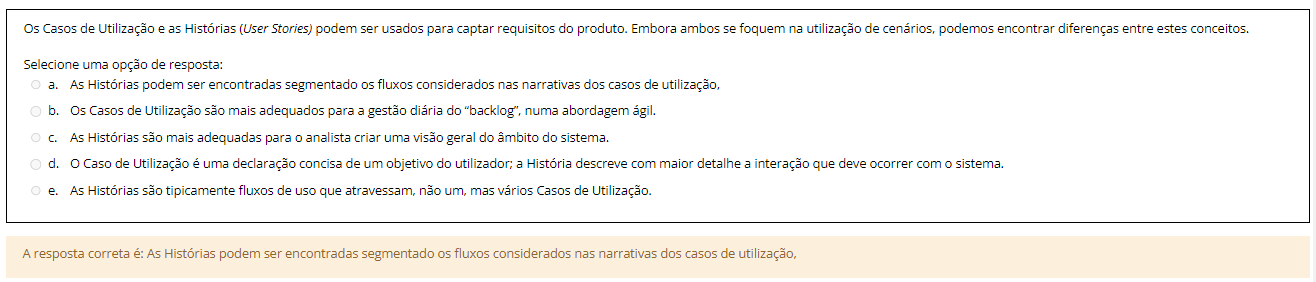 Os Casos de Utilização e as Histórias (User Stories) podem ser usados para captar requisitos do produto. Embora ambos se foquem na utilização de cenários, podemos encontrar diferenças entre estes conceitos.
Selecione uma opção de resposta:
a. As Histórias podem ser encontradas segmentado os fluxos considerados nas narrativas dos casos de utilização,
b. Os Casos de Utilização são mais adequados para a gestão diária do “backlog”, numa abordagem ágil.
c. As Histórias são mais adequadas para o analista criar uma visão geral do âmbito do sistema.
d. O Caso de Utilização é uma declaração concisa de um objetivo do utilizador; a História descreve com maior detalhe a interação que deve ocorrer com o sistema.
e. As Histórias são tipicamente fluxos de uso que atravessam, não um, mas vários Casos de Utilização.
A resposta correta é: As Histórias podem ser encontradas segmentado os fluxos considerados nas narrativas dos casos de utilização,